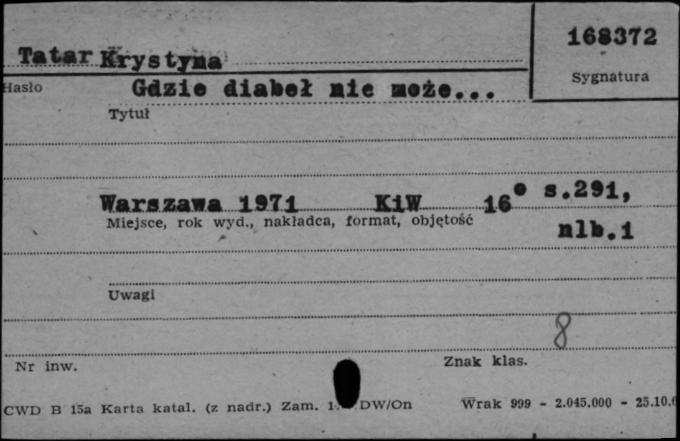 168372
Tatar Krystyna
Sygnatura
Hasło
Gdzie diabeł nie może...
Tytuł
Warszawa 1971 KiW 16° s.291,
Miejsce, rok wyd., nakładca, format, objętość
nlb.1
Uwagi
8
Nr inw.
Znak klas.
CWD B 15a Karta katal. (z nadr.) Zam. DW/On Wrak 999 - 2.045.000 - 25.10.